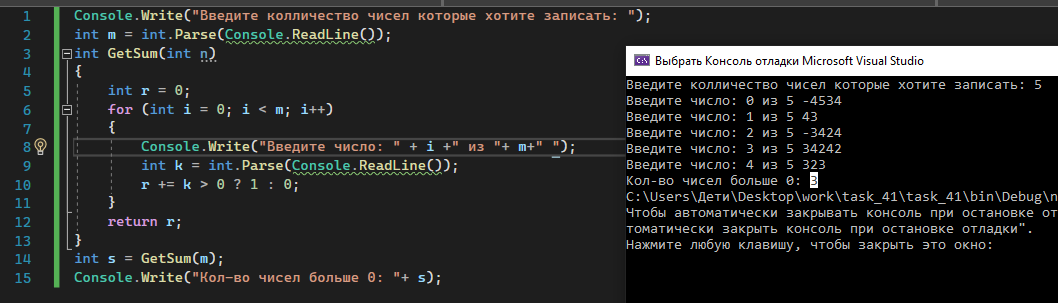 1 Console.Write("Введите колличество чисел которые хотите записать: ");
2 int m = int.Parse(Console.ReadLine());
3 int GetSum(int n)
4 {
5 int r = 0;
6 for (int i = 0; i < m; i++)
7 {
8 Console.Write("Введите число: " + i +" из "+ m+" ");
9 int k = int.Parse(Console.ReadLine());
10 r += k > 0 ? 1 : 0;
11 }
12 return r;
13 }
14 int s = GetSum(m);
15 Console.Write("Кол-во чисел больше 0: "+ s);
Выбрать Консоль отладки Microsoft Visual Studio
Введите колличество чисел которые хотите записать: 5
Введите число: 0 из 5 -4534
Введите число: 1 из 5 43
Введите число: 2 из 5 -3424
Введите число: 3 из 5 34242
Введите число: 4 из 5 323
Кол-во чисел больше 0: 3
C:\Users\Дети\Desktop\work\task_41\task_41\bin\Debug\n
Чтобы автоматически закрывать консоль при остановке от
томатически закрыть консоль при остановке отладки".
Нажмите любую клавишу, чтобы закрыть это окно: